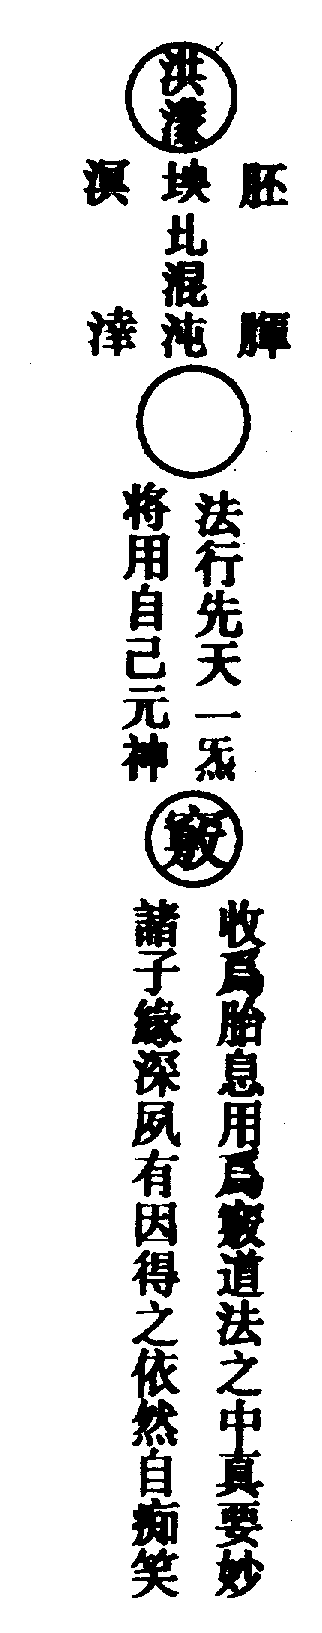 洪濛
胚腪
坱圠混沌
溟涬
法行先天一炁
将用自己元神
竅
收爲胎息用爲竅道法之中真要妙
諸子緣深夙有因得之依然自痴笑